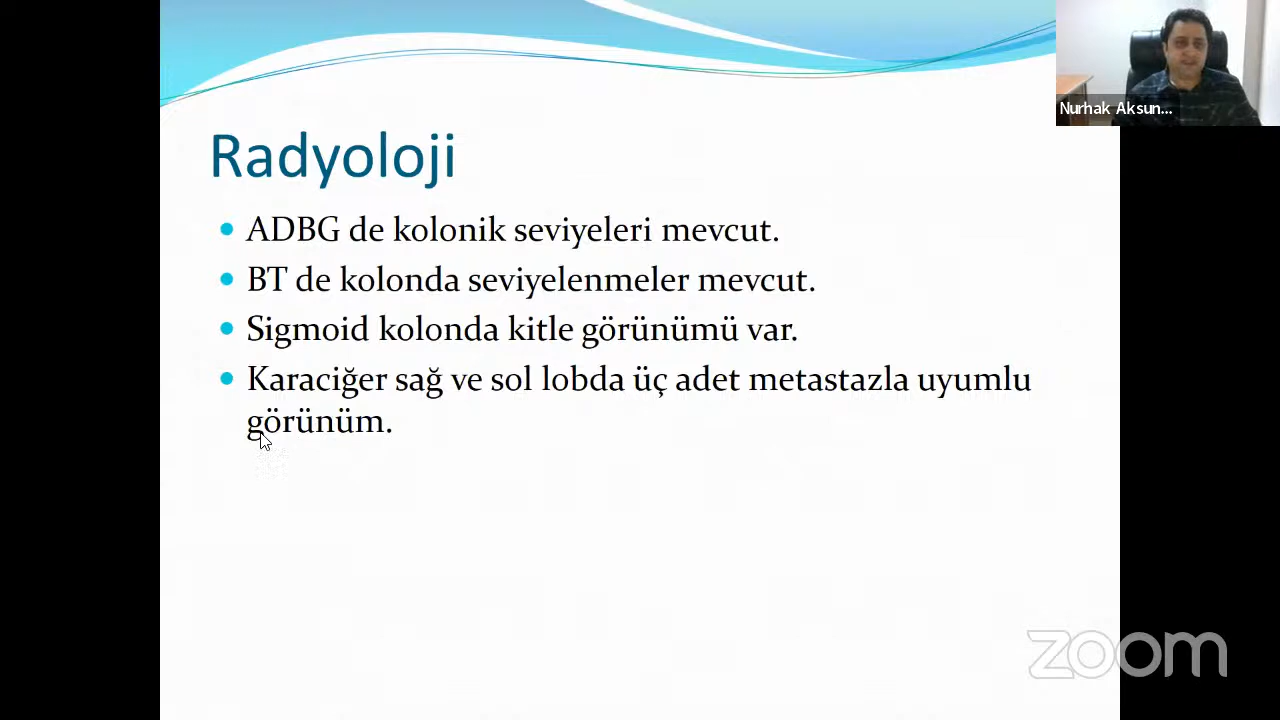 Nurhak Aksun...
Radyoloji
ADBG de kolonik seviyeleri mevcut.
BT de kolonda seviyelenmeler mevcut.
Sigmoid kolonda kitle görünümü var.
Karaciğer sağ ve sol lobda üç adet metastazla uyumlu
görünüm.
zoom